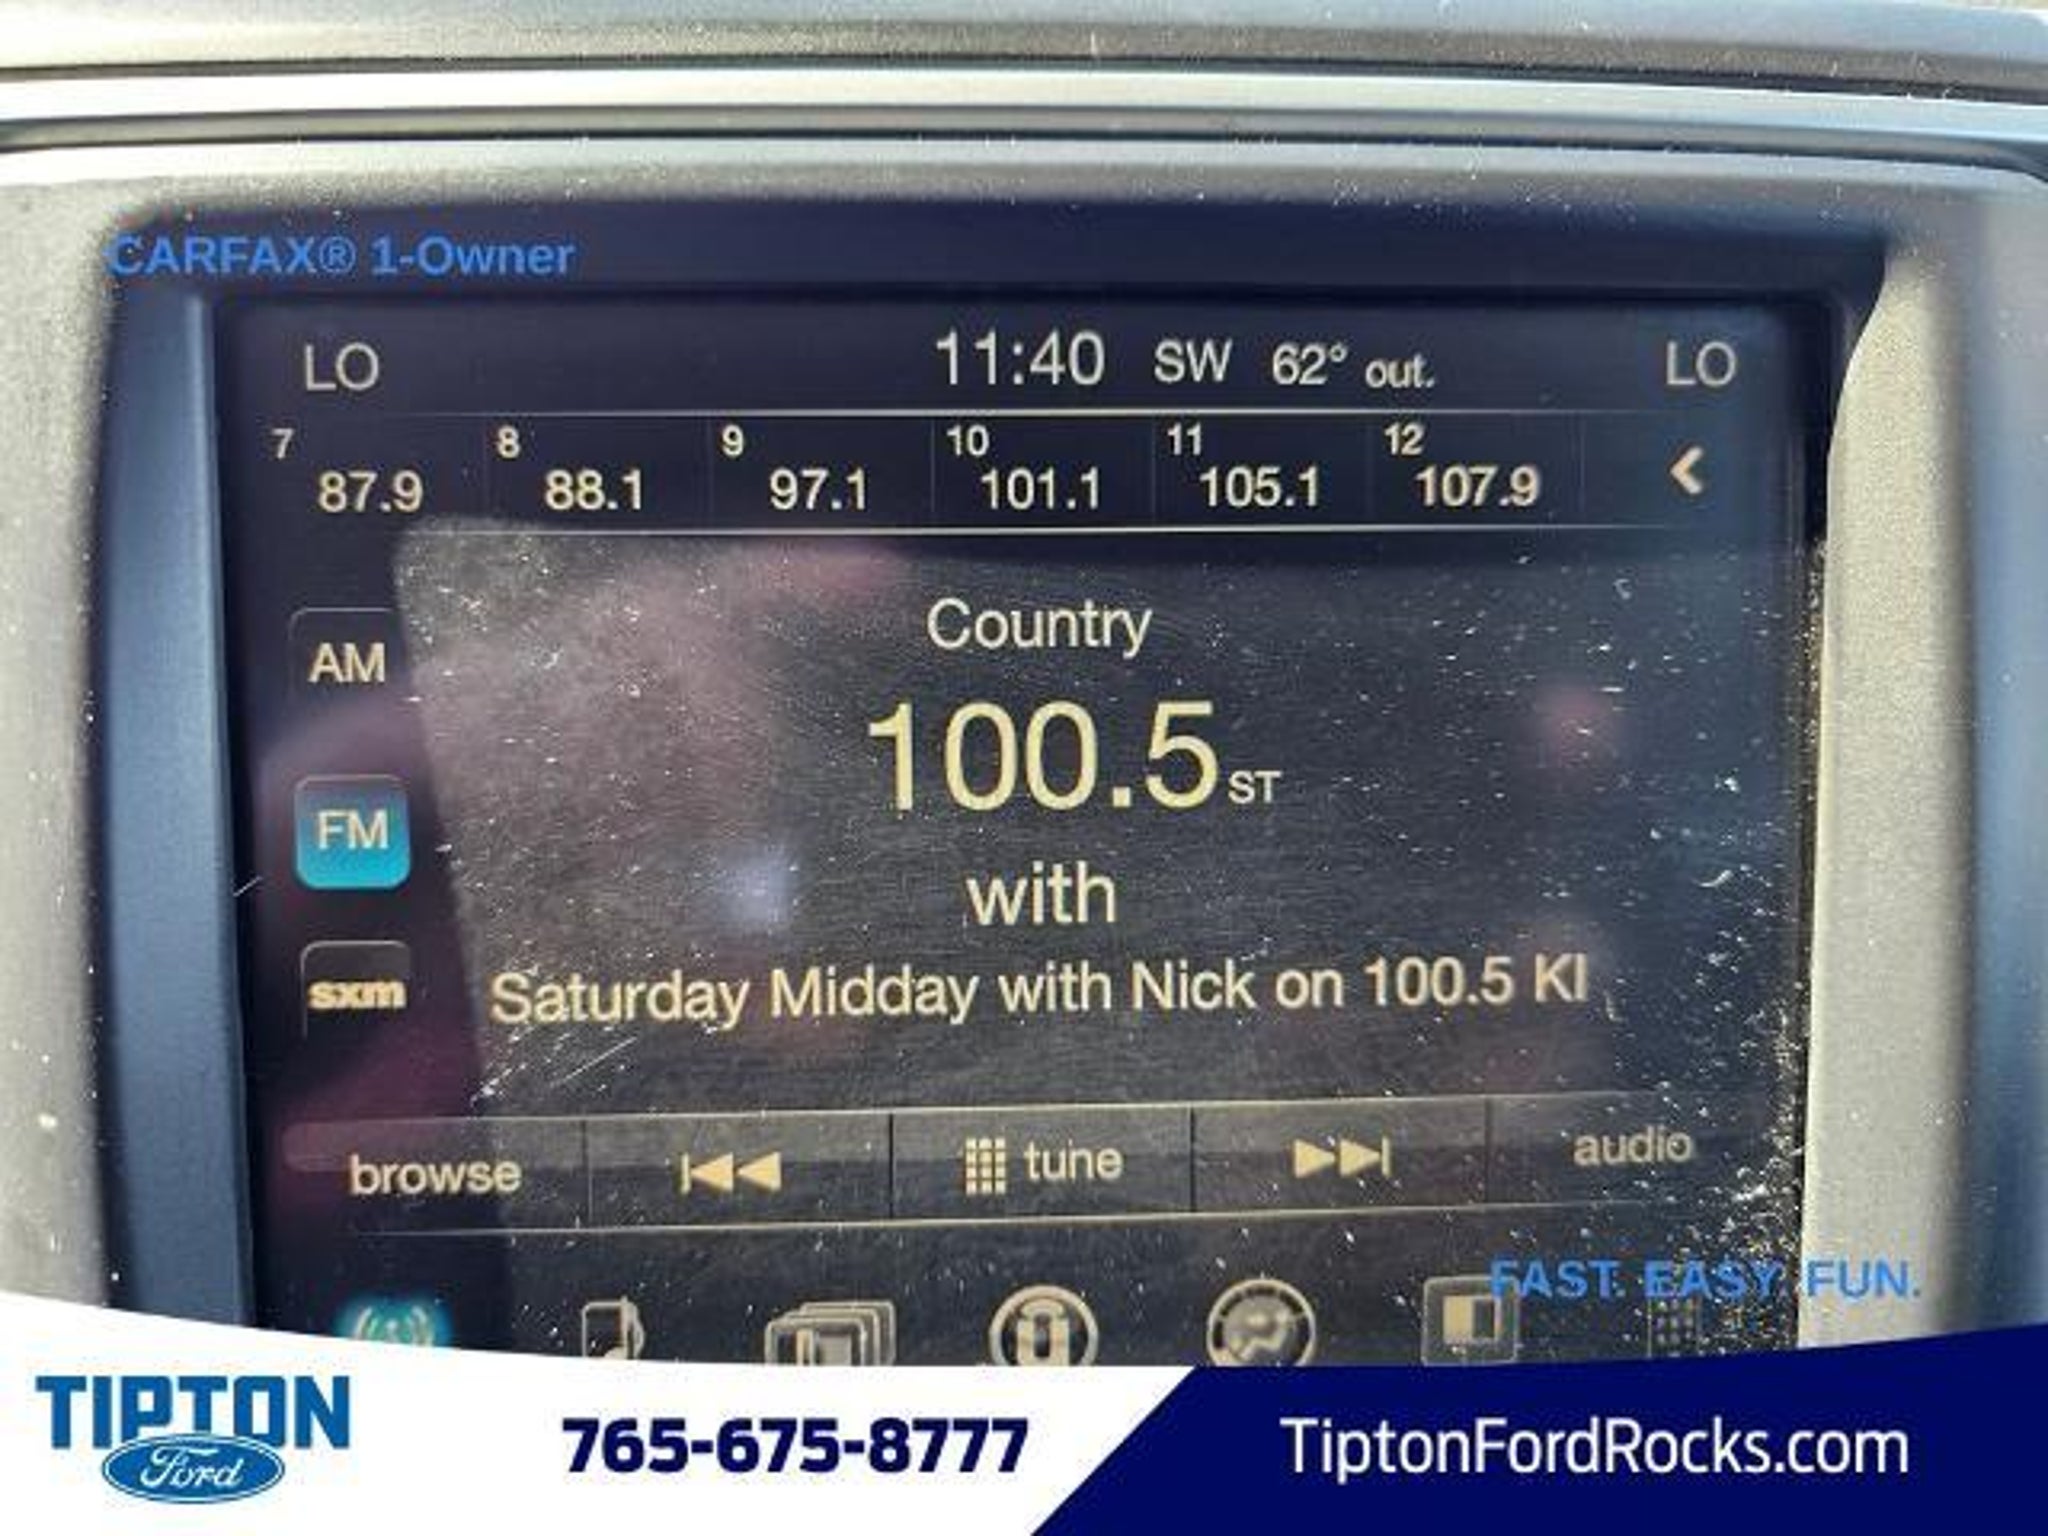 CARFAX® 1-Owner
LO 11:40 SW 62° out. LO
7 8 9 10 11 12
87.9 88.1 97.1 101.1 105.1 107.9
Country
AM
100.5 ST
FM
with
sxm
Saturday Midday with Nick on 100.5 KI
browse tune audio
FAST. EASY. FUN.
TIPTON
Ford
765-675-8777
TiptonFordRocks.com